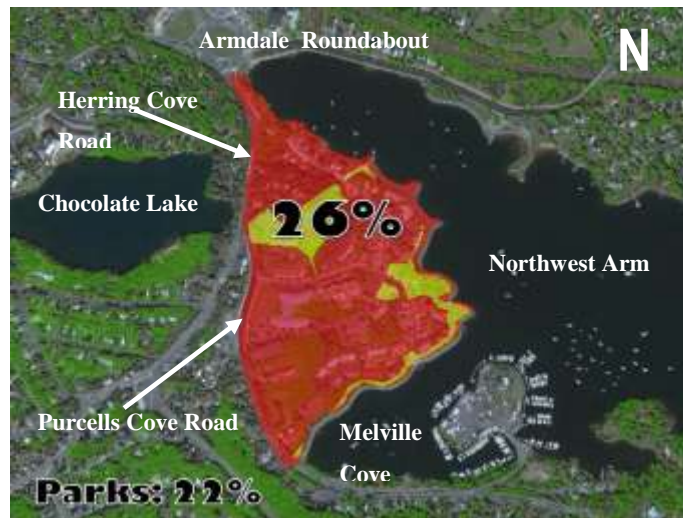 Armdale Roundabout
N
Herring Cove
Road
Chocolate Lake
26%
Northwest Arm
Purcells Cove Road
Melville
Cove
Parks: 22%